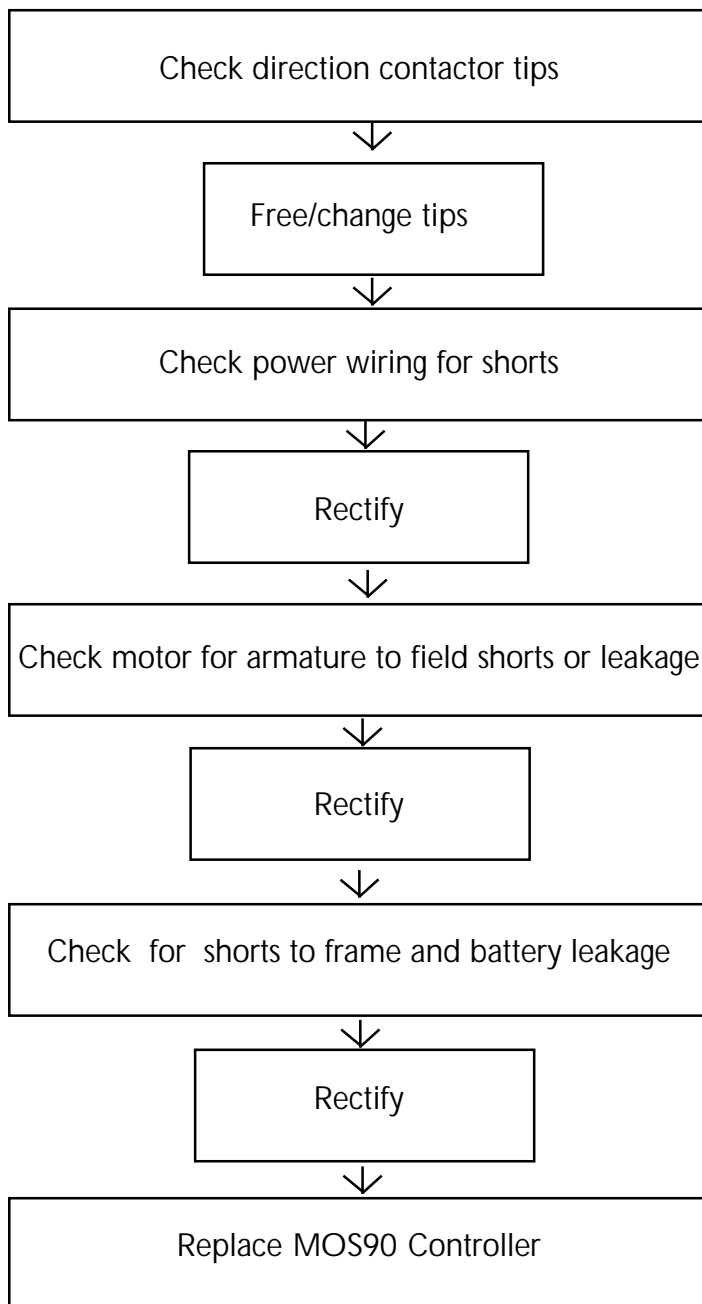 Check direction contactor tips
Free/change tips
Check power wiring for shorts
Rectify
Check motor for armature to field shorts or leakage
Rectify
Check for shorts to frame and battery leakage
Rectify
Replace MOS90 Controller